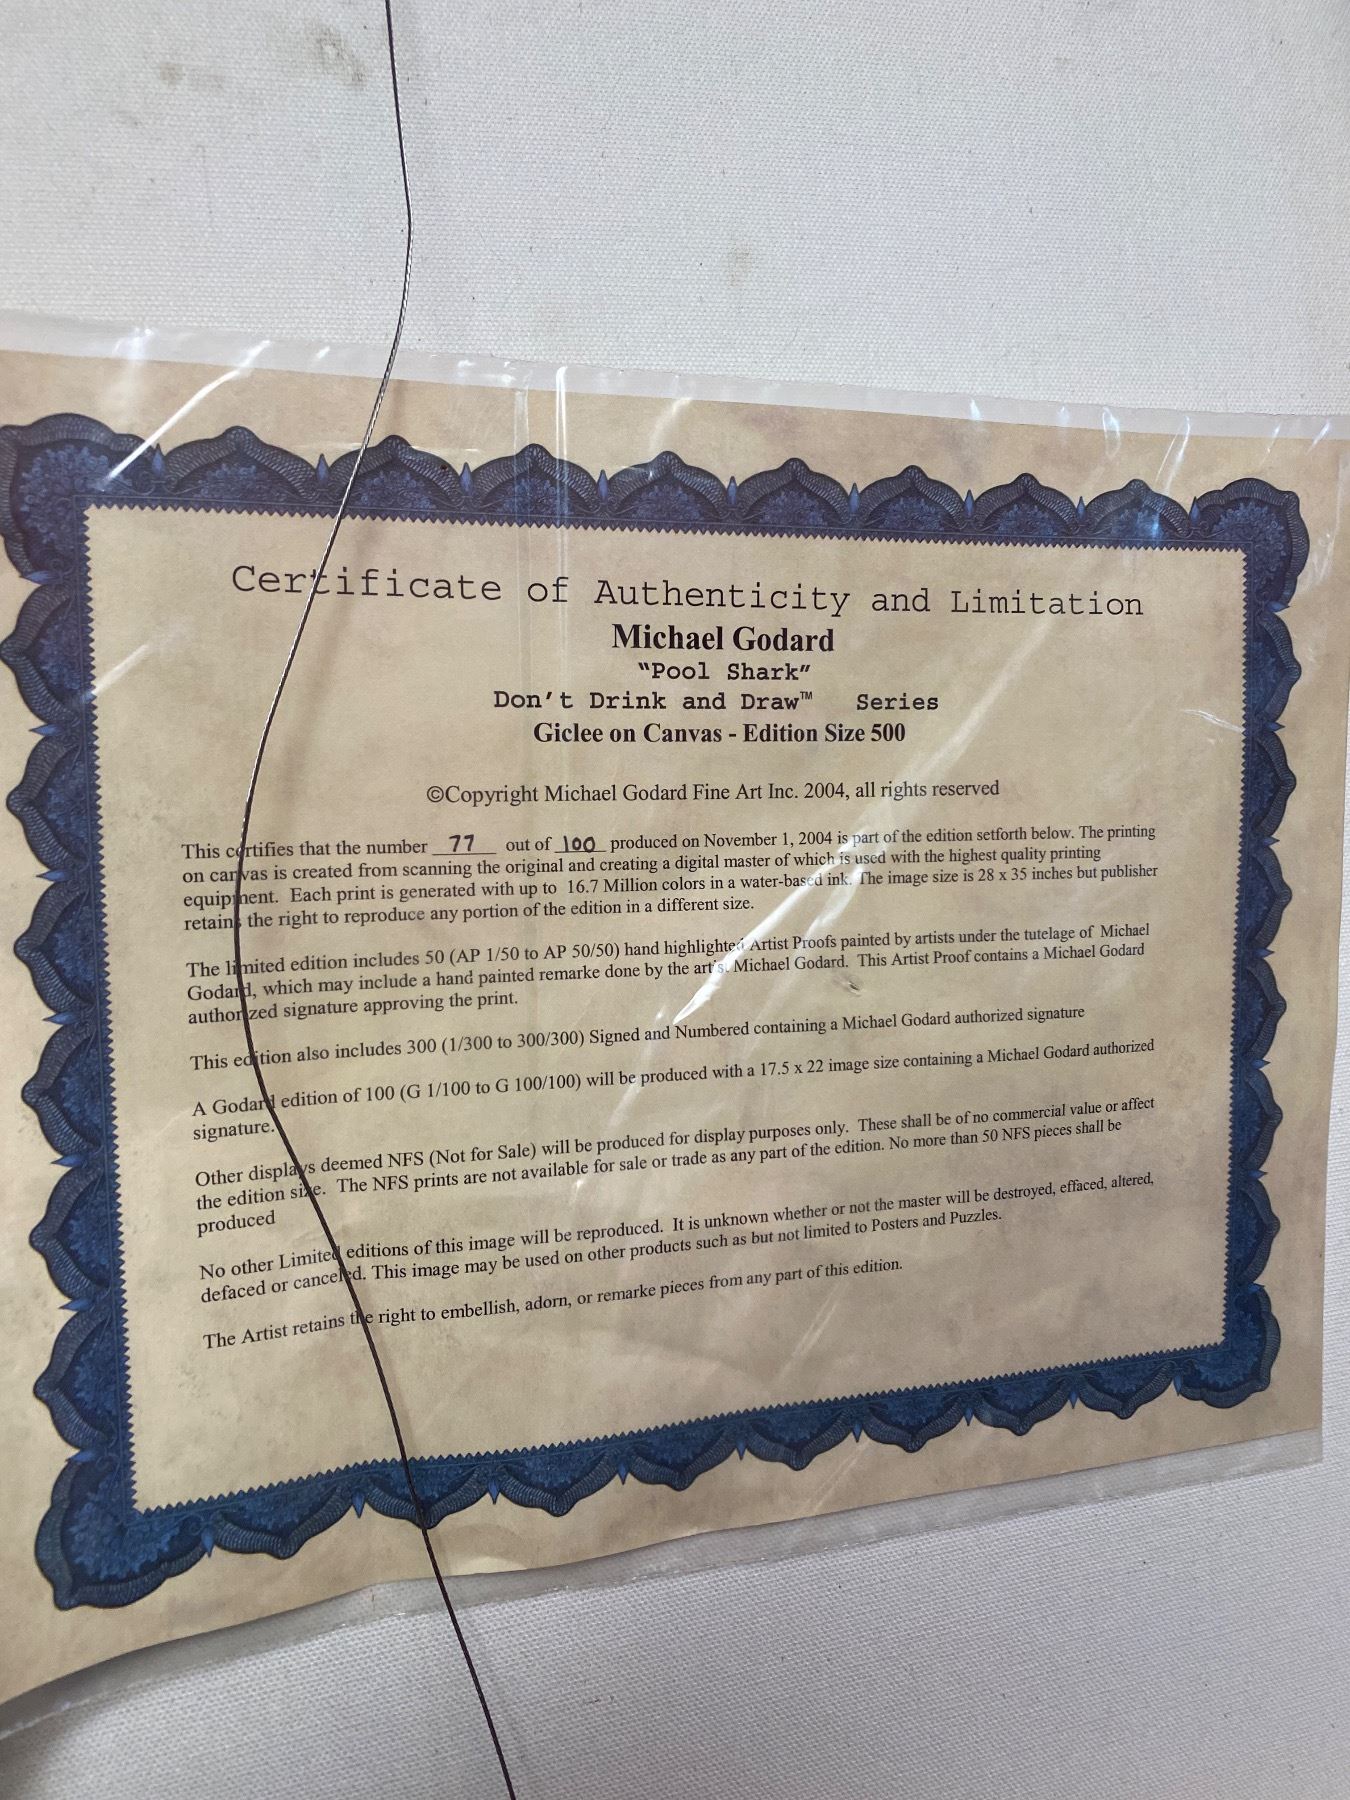 Certificate of Authenticity and Limitation
Michael Godard
"Pool Shark"
Don't Drink and Draw™ Series
Giclee on Canvas - Edition Size 500
©Copyright Michael Godard Fine Art Inc. 2004, all rights reserved
This certifies that the number 77 out of 100 produced on November 1, 2004 is part of the edition setforth below. The printing
on canvas is created from scanning the original and creating a digital master of which is used with the highest quality printing
equipment. Each print is generated with up to 16.7 Million colors in a water-based ink. The image size is 28 x 35 inches but publisher
retains the right to reproduce any portion of the edition in a different size.
The limited edition includes 50 (AP 1/50 to AP 50/50) hand highlighted Artist Proofs painted by artists under the tutelage of Michael
Godard, which may include a hand painted remarke done by the artist Michael Godard. This Artist Proof contains a Michael Godard
authorized signature approving the print.
This edition also includes 300 (1/300 to 300/300) Signed and Numbered containing a Michael Godard authorized signature
A Godard edition of 100 (G 1/100 to G 100/100) will be produced with a 17.5 x 22 image size containing a Michael Godard authorized
signature.
Other displays deemed NFS (Not for Sale) will be produced for display purposes only. These shall be of no commercial value or affect
the edition size. The NFS prints are not available for sale or trade as any part of the edition. No more than 50 NFS pieces shall be
produced
No other Limited editions of this image will be reproduced. It is unknown whether or not the master will be destroyed, effaced, altered,
defaced or canceled. This image may be used on other products such as but not limited to Posters and Puzzles.
The Artist retains the right to embellish, adorn, or remarke pieces from any part of this edition.